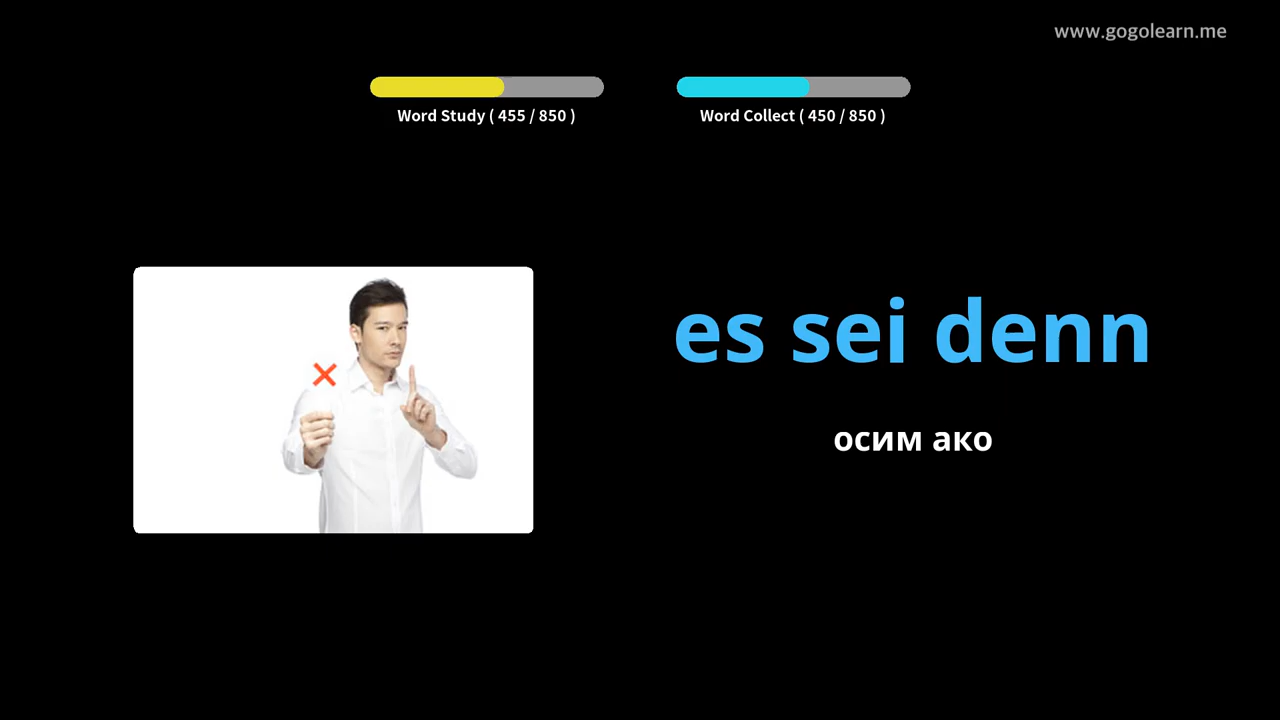 www.gogolearn.me
Word Study ( 455 / 850 )
Word Collect ( 450 / 850 )
es sei denn
осим ако